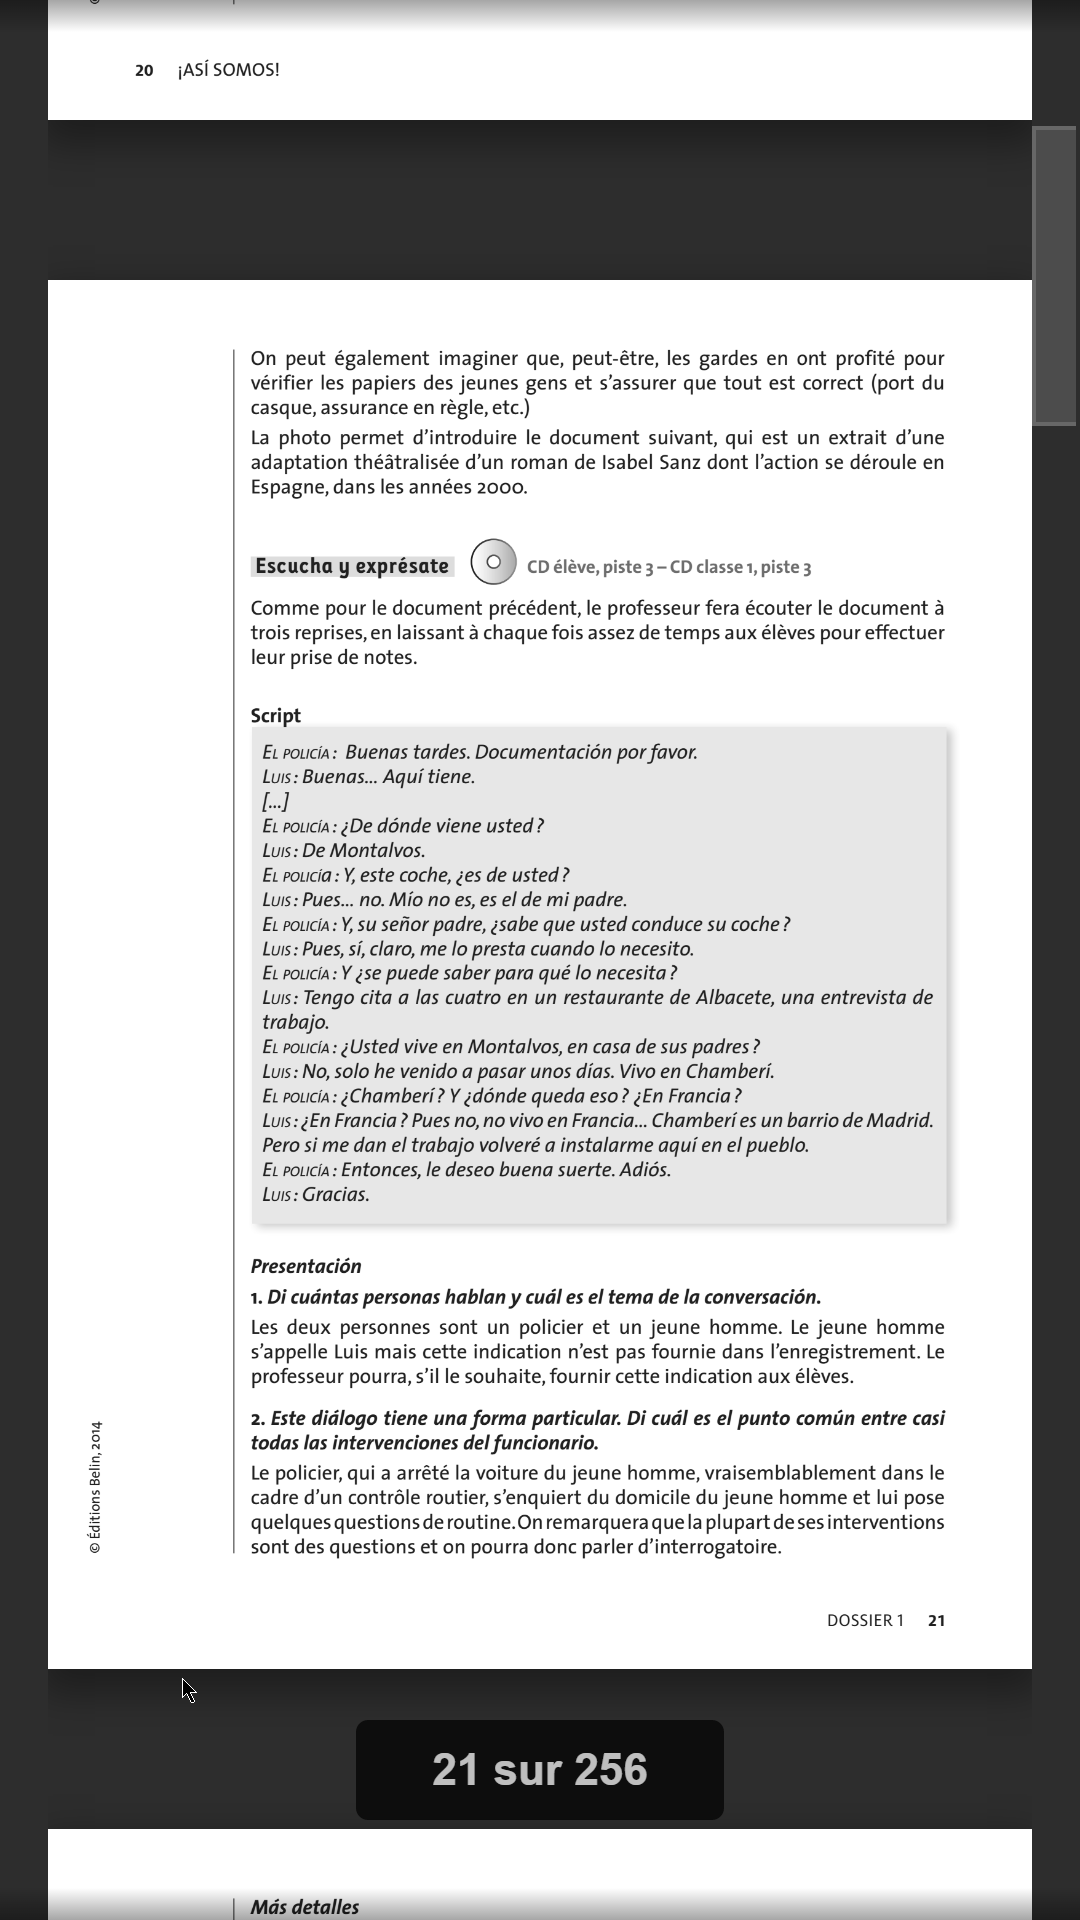 20 ¡ASÍ SOMOS!
On peut également imaginer que, peut-être, les gardes en ont profité pour
vérifier les papiers des jeunes gens et s’assurer que tout est correct (port du
casque, assurance en règle, etc.)
La photo permet d’introduire le document suivant, qui est un extrait d’une
adaptation théâtralisée d’un roman de Isabel Sanz dont l’action se déroule en
Espagne, dans les années 2000.
Escucha y exprésate CD élève, piste 3 – CD classe 1, piste 3
Comme pour le document précédent, le professeur fera écouter le document à
trois reprises, en laissant à chaque fois assez de temps aux élèves pour effectuer
leur prise de notes.
Script
El policía : Buenas tardes. Documentación por favor.
Luis : Buenas... Aquí tiene.
[...]
El policía : ¿De dónde viene usted ?
Luis : De Montalvos.
El policía : Y, este coche, ¿es de usted ?
Luis : Pues... no. Mío no es, es el de mi padre.
El policía : Y, su señor padre, ¿sabe que usted conduce su coche ?
Luis : Pues, sí, claro, me lo presta cuando lo necesito.
El policía : Y ¿se puede saber para qué lo necesita ?
Luis : Tengo cita a las cuatro en un restaurante de Albacete, una entrevista de
trabajo.
El policía : ¿Usted vive en Montalvos, en casa de sus padres ?
Luis : No, solo he venido a pasar unos días. Vivo en Chamberí.
El policía : ¿Chamberí ? Y ¿dónde queda eso ? ¿En Francia ?
Luis : ¿En Francia ? Pues no, no vivo en Francia... Chamberí es un barrio de Madrid.
Pero si me dan el trabajo volveré a instalarme aquí en el pueblo.
El policía : Entonces, le deseo buena suerte. Adiós.
Luis : Gracias.
Presentación
1. Di cuántas personas hablan y cuál es el tema de la conversación.
Les deux personnes sont un policier et un jeune homme. Le jeune homme
s’appelle Luis mais cette indication n’est pas fournie dans l’enregistrement. Le
professeur pourra, s’il le souhaite, fournir cette indication aux élèves.
2. Este diálogo tiene una forma particular. Di cuál es el punto común entre casi
todas las intervenciones del funcionario.
Le policier, qui a arrêté la voiture du jeune homme, vraisemblablement dans le
cadre d’un contrôle routier, s’enquiert du domicile du jeune homme et lui pose
quelques questions de routine. On remarquera que la plupart de ses interventions
sont des questions et on pourra donc parler d’interrogatoire.
© Éditions Belin, 2014
DOSSIER 1 21
21 sur 256
Más detalles